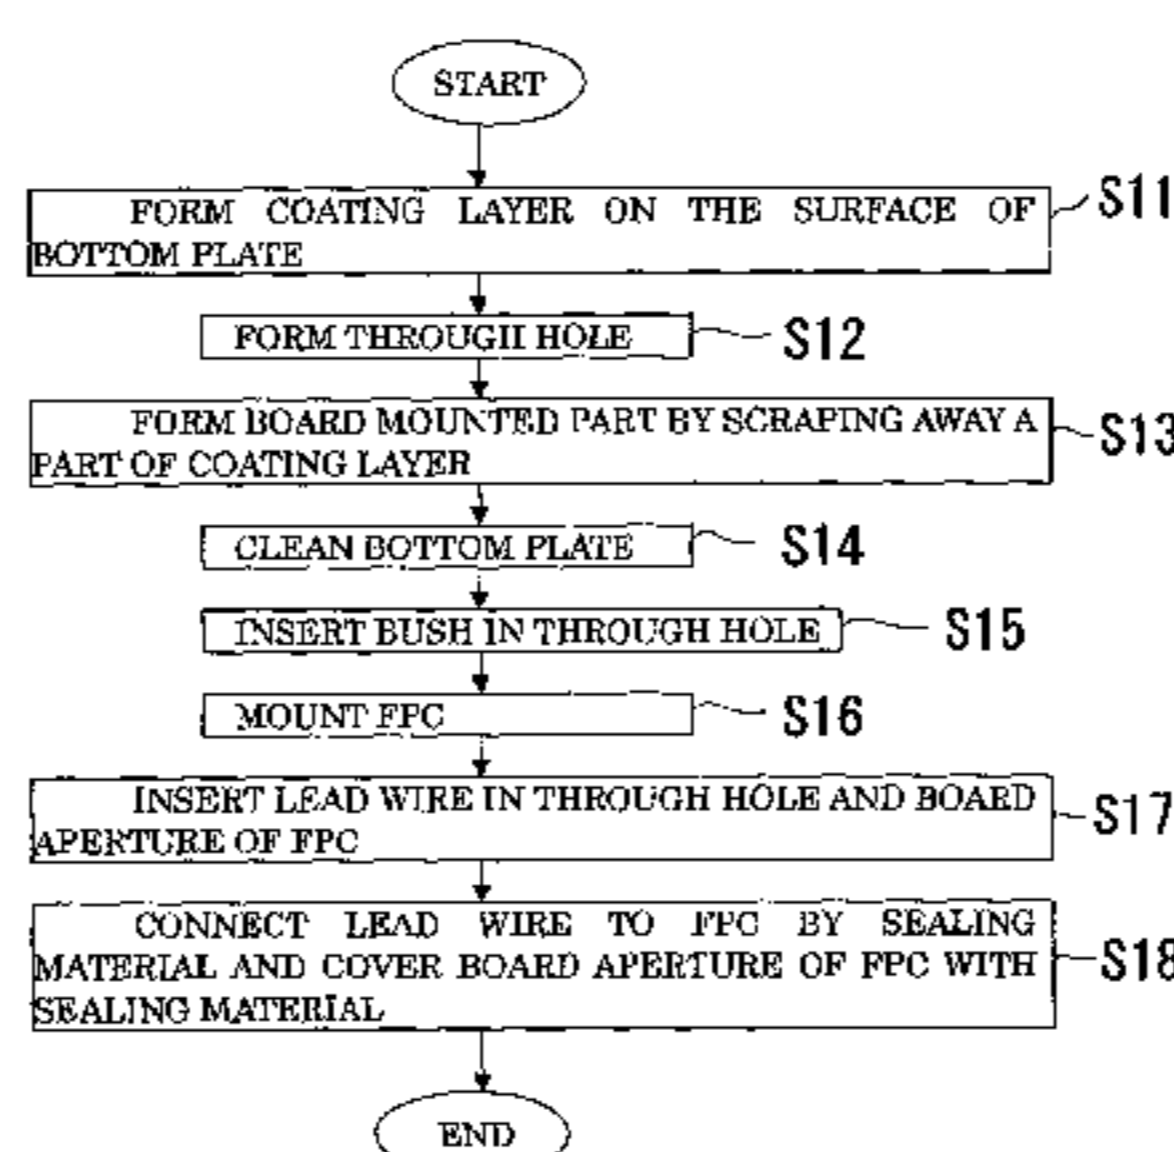 START
FORM COATING LAYER ON THE SURFACE OF S11
BOTTOM PLATE
FORM THROUGH HOLE S12
FORM BOARD MOUNTED PART BY SCRAPING AWAY A S13
PART OF COATING LAYER
CLEAN BOTTOM PLATE S14
INSERT BUSH IN THROUGH HOLE S15
MOUNT FPC S16
INSERT LEAD WIRE IN THROUGH HOLE AND BOARD S17
APERTURE OF FPC
CONNECT LEAD WIRE TO FPC BY SEALING
MATERIAL AND COVER BOARD APERTURE OF FPC WITH S18
SEALING MATERIAL
END